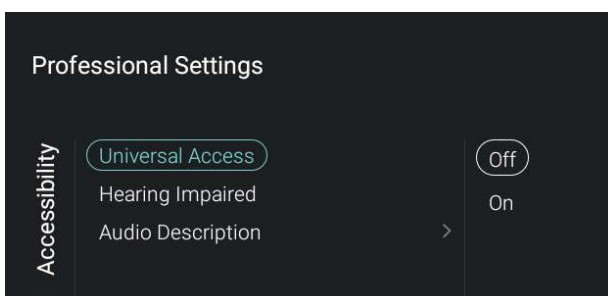 Professional Settings
Accessibility
Universal Access
Off
Hearing Impaired
On
Audio Description